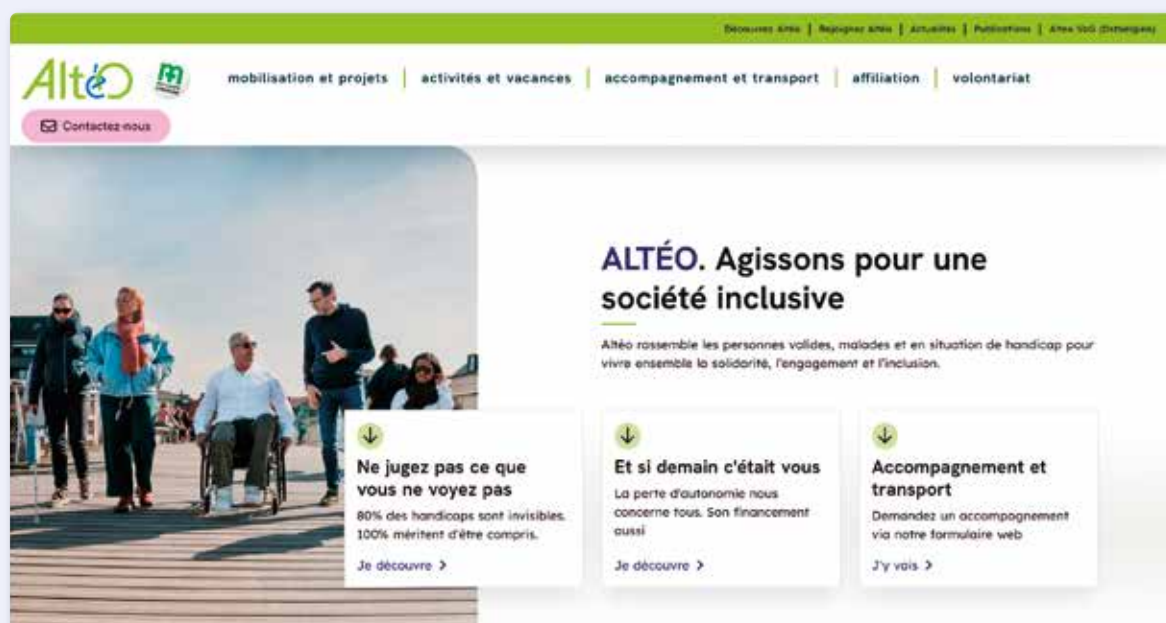 Découvrez Altéo | Rejoignez Altéo | Actualités | Publications | Alteo VoG (Ostbelgien)
AltéO
mobilisation et projets | activités et vacances | accompagnement et transport | affiliation | volontariat
Contactez-nous
ALTÉO. Agissons pour une
société inclusive
Altéo rassemble les personnes valides, malades et en situation de handicap pour
vivre ensemble la solidarité, l'engagement et l'inclusion.
Ne jugez pas ce que
vous ne voyez pas
80% des handicaps sont invisibles.
100% méritent d'être compris.
Je découvre >
Et si demain c'était vous
La perte d'autonomie nous
concerne tous. Son financement
aussi
Je découvre >
Accompagnement et
transport
Demandez un accompagnement
via notre formulaire web
J'y vais >